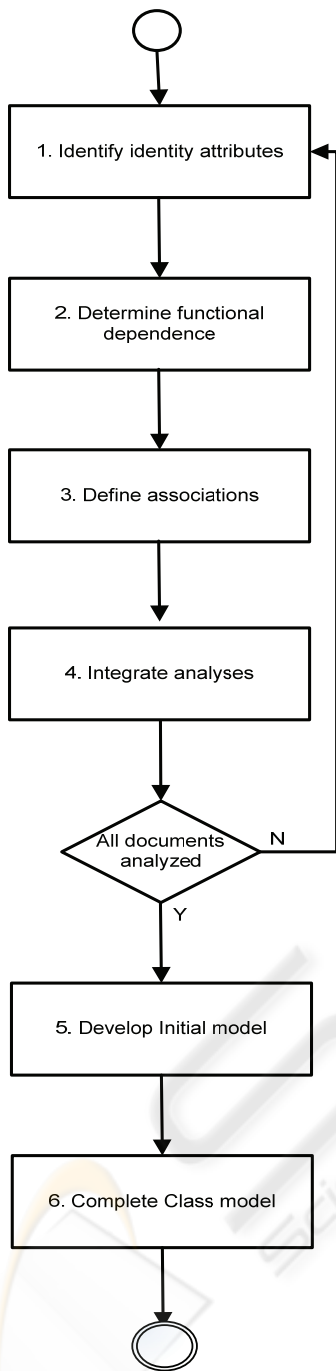 1. Identify identity attributes
2. Determine functional
dependence
3. Define associations
4. Integrate analyses
All documents
analyzed
N
Y
5. Develop Initial model
6. Complete Class model